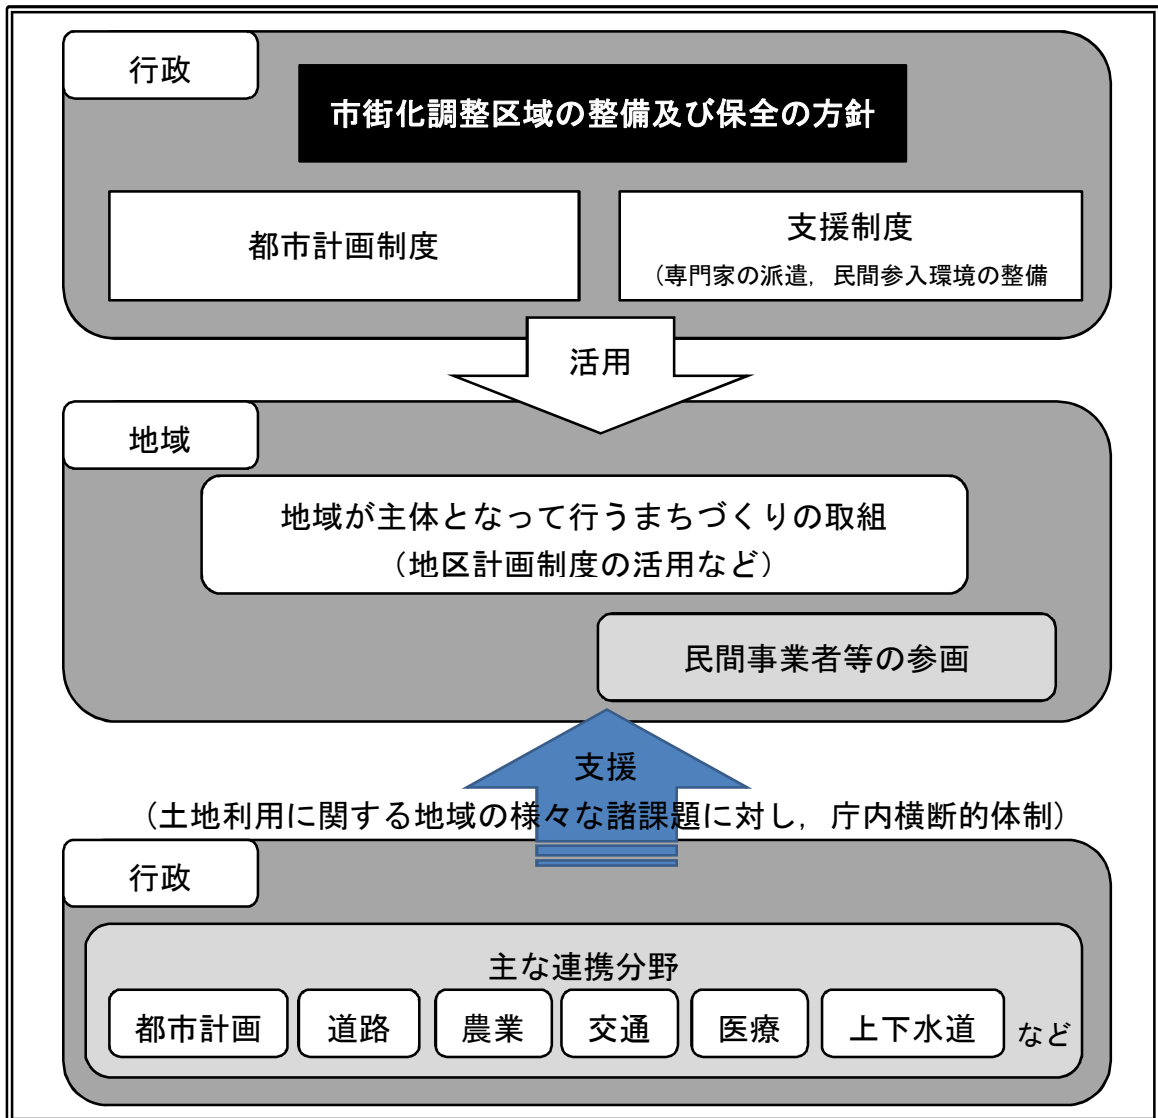 行政
市街化調整区域の整備及び保全の方針
都市計画制度
支援制度
(専門家の派遣，民間参入環境の整備
活用
地域
地域が主体となって行うまちづくりの取組
(地区計画制度の活用など)
民間事業者等の参画
支援
(土地利用に関する地域の様々な諸課題に対し，庁内横断的体制)
行政
主な連携分野
都市計画 道路 農業 交通 医療 上下水道 など